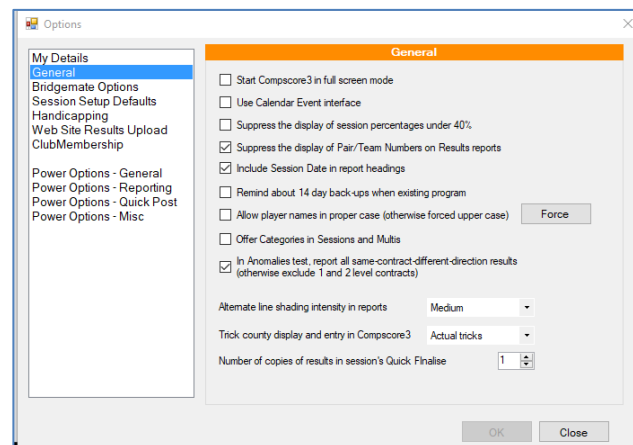 Options
General
My Details
General
Bridgemate Options
Session Setup Defaults
Handicapping
Web Site Results Upload
ClubMembership
Power Options - General
Power Options - Reporting
Power Options - Quick Post
Power Options - Misc
Start Compscore3 in full screen mode
Use Calendar Event interface
Suppress the display of session percentages under 40%
Suppress the display of Pair/Team Numbers on Results reports
Include Session Date in report headings
Remind about 14 day back-ups when existing program
Allow player names in proper case (otherwise forced upper case) Force
Offer Categories in Sessions and Multis
In Anomalies test, report all same-contract-different-direction results
(otherwise exclude 1 and 2 level contracts)
Alternate line shading intensity in reports Medium
Trick county display and entry in Compscore3 Actual tricks
Number of copies of results in session's Quick FInalise 1
OK Close